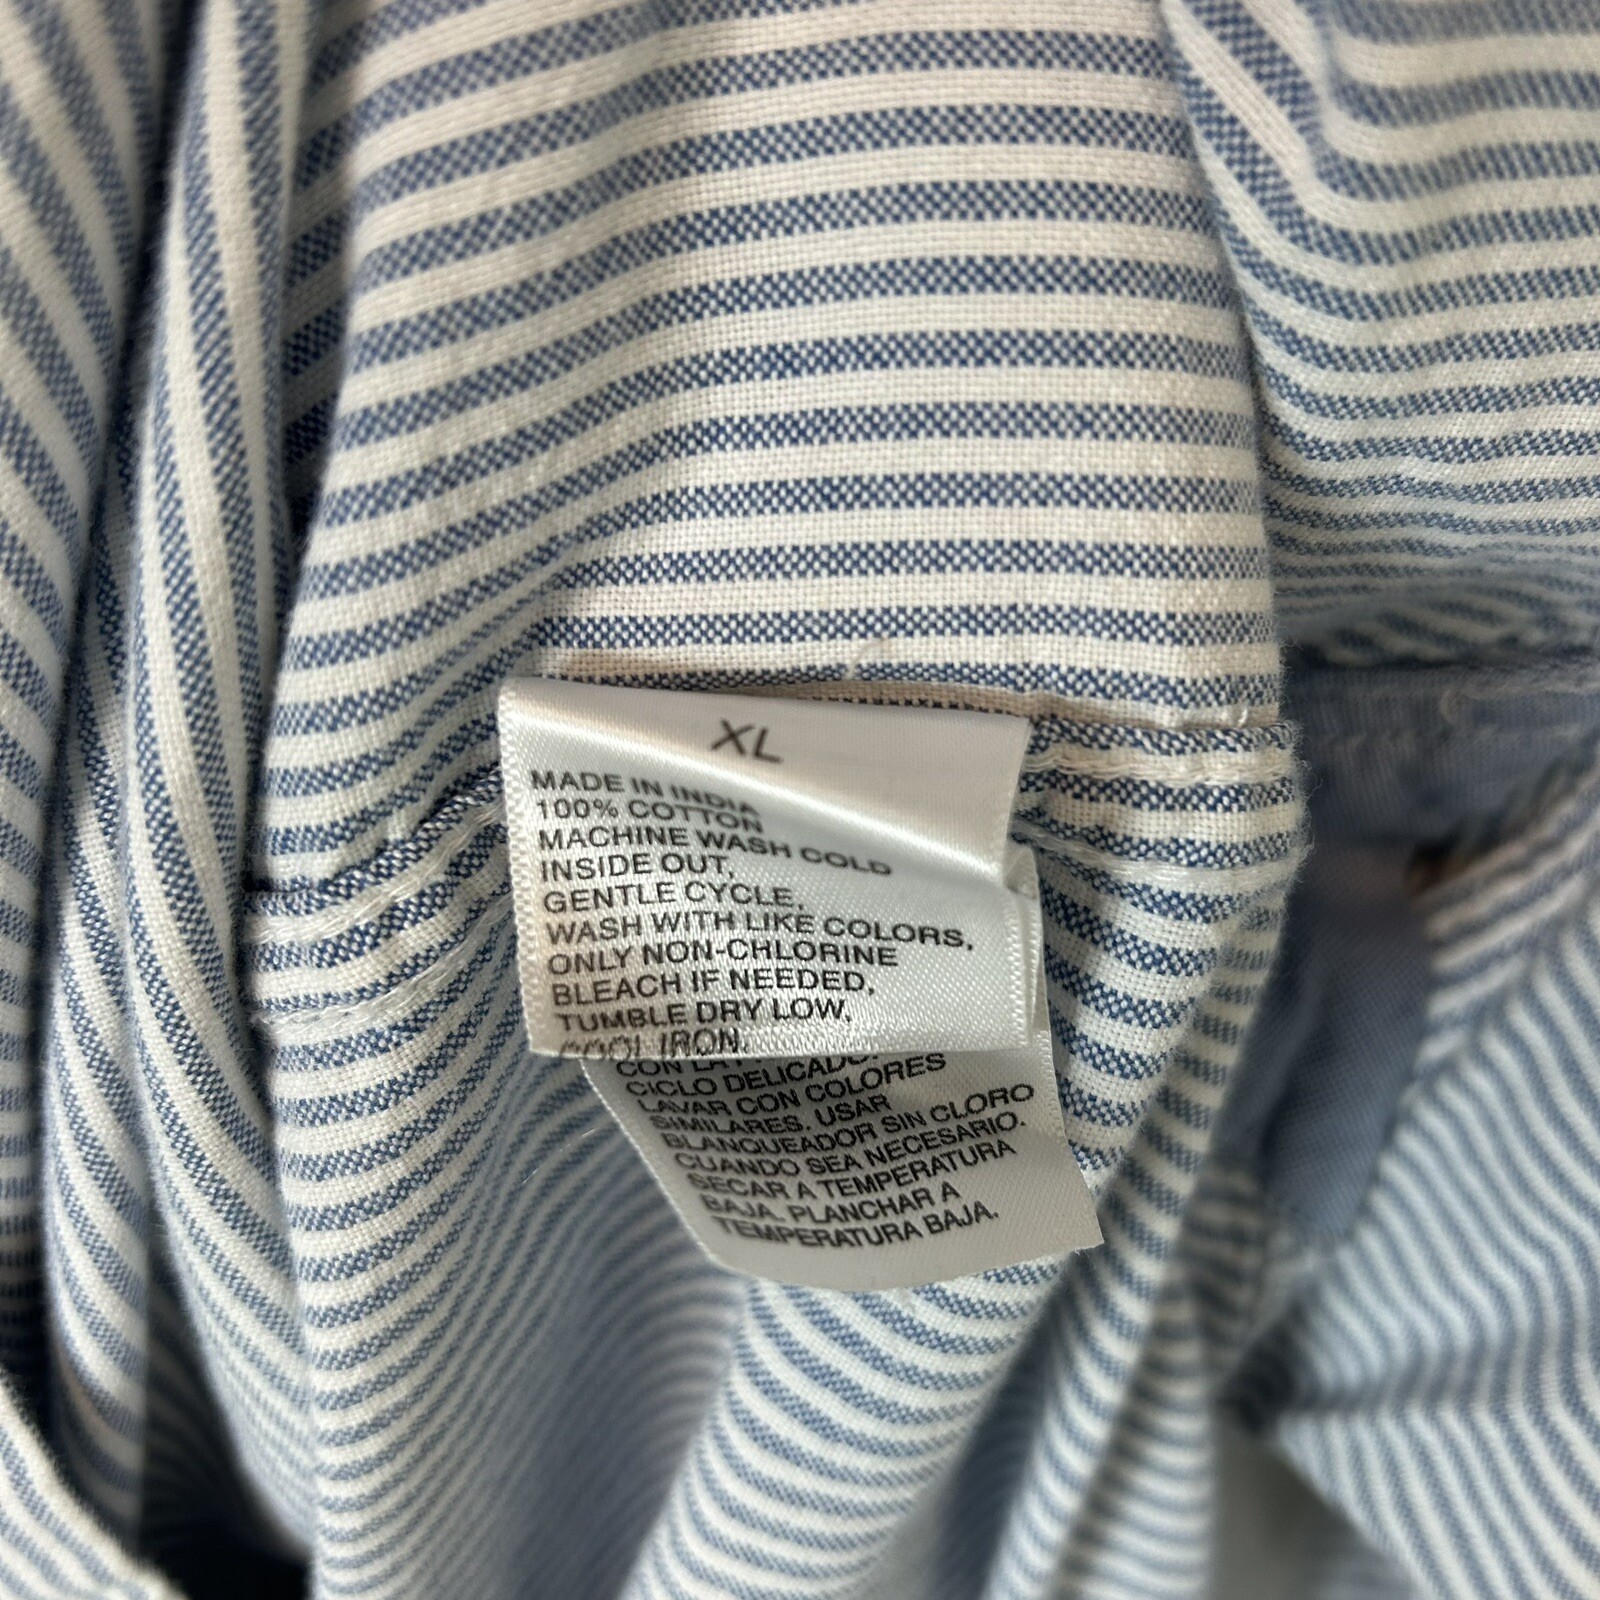 XL
MADE IN INDIA
100% COTTON
MACHINE WASH COLD
INSIDE OUT,
GENTLE CYCLE,
WASH WITH LIKE COLORS,
ONLY NON-CHLORINE
BLEACH IF NEEDED,
TUMBLE DRY LOW,
COOL IRON.
CON LA
CICLO DELICADO.
LAVAR CON COLORES
SIMILARES. USAR
BLANQUEADOR SIN CLORO
CUANDO SEA NECESARIO.
SECAR A TEMPERATURA
BAJA. PLANCHAR A
TEMPERATURA BAJA.